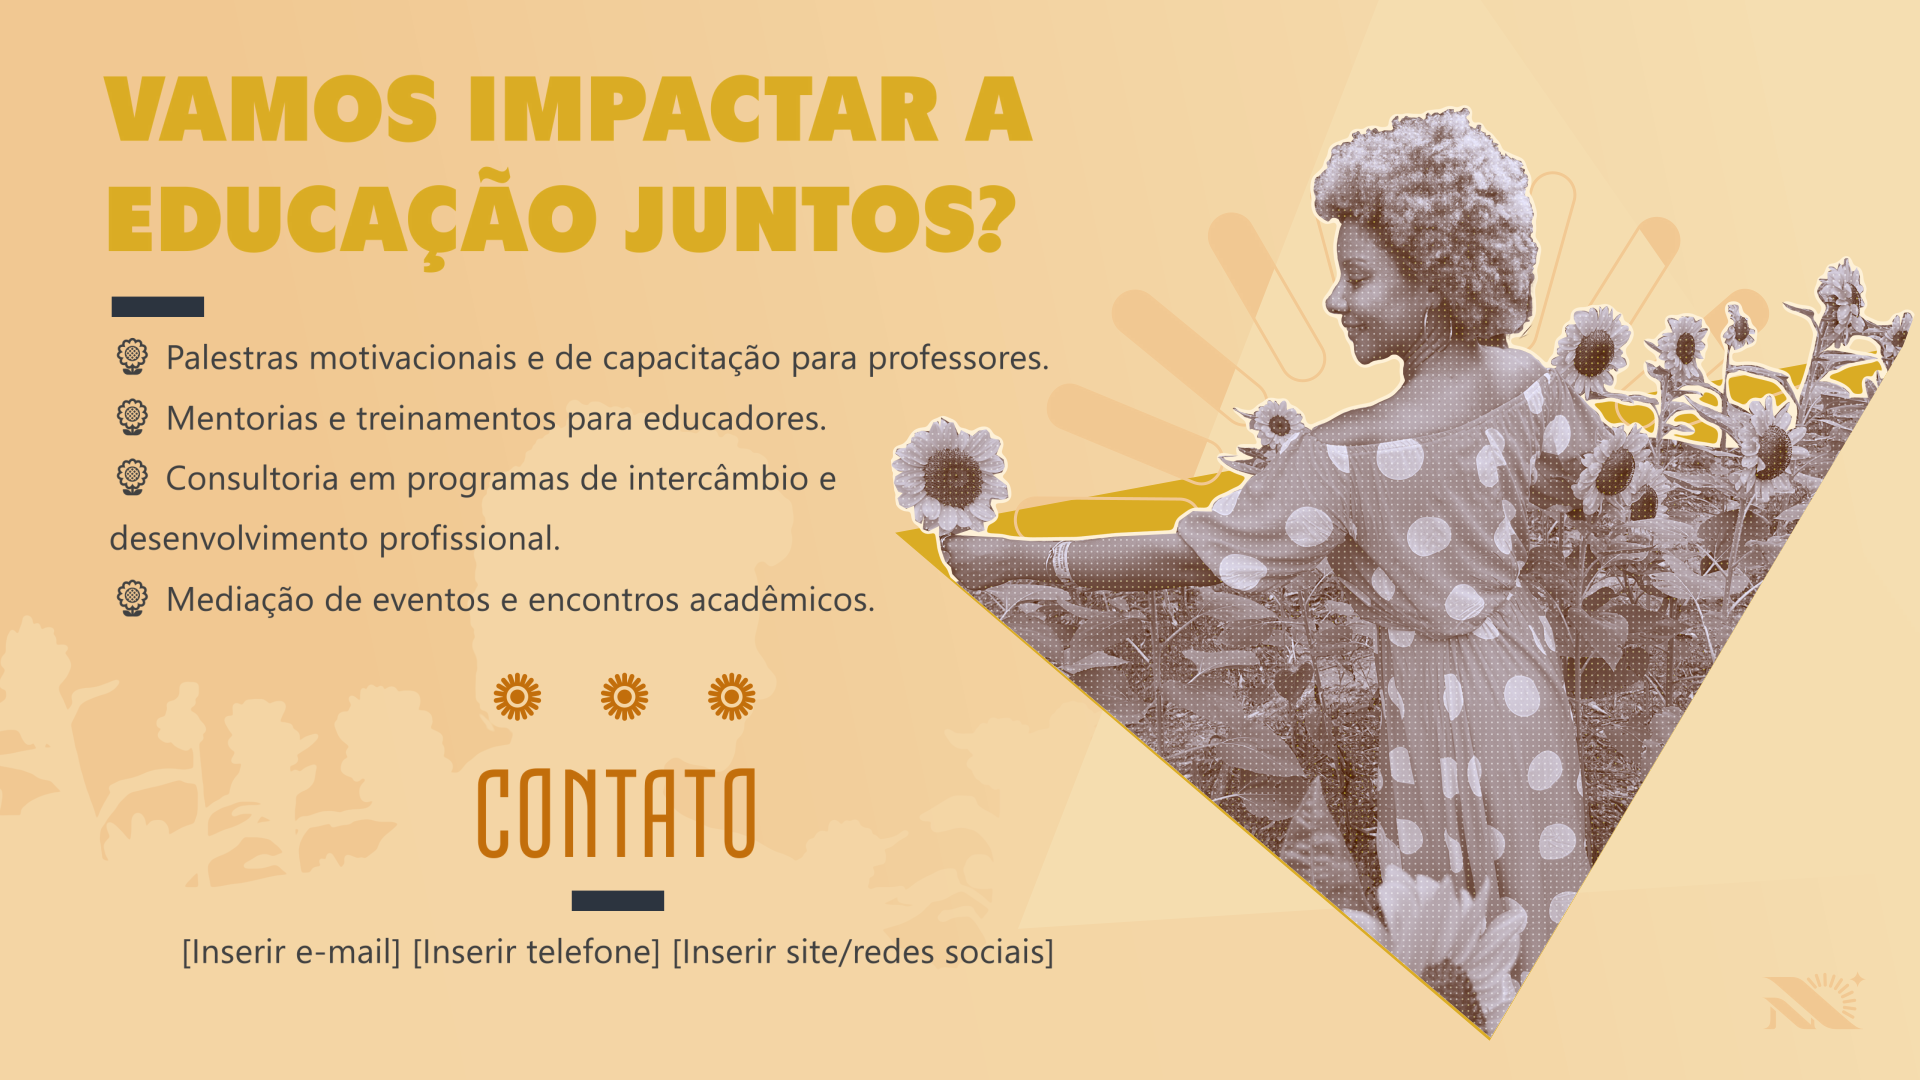 VAMOS IMPACTAR A
EDUCAÇÃO JUNTOS?
Palestras motivacionais e de capacitação para professores.
Mentorias e treinamentos para educadores.
Consultoria em programas de intercâmbio e
desenvolvimento profissional.
Mediação de eventos e encontros acadêmicos.
CONTATO
[Inserir e-mail] [Inserir telefone] [Inserir site/redes sociais]